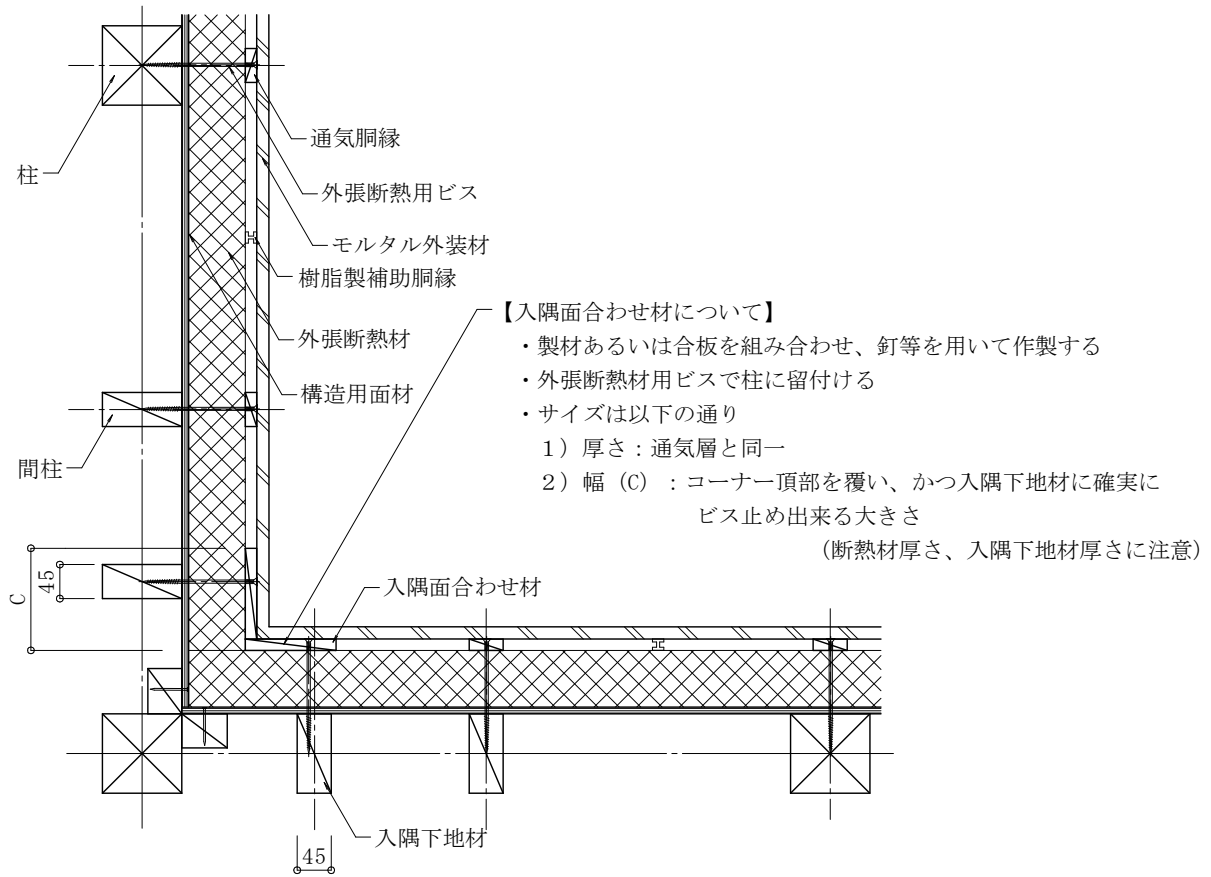 通気胴縁
柱
外張断熱用ビス
モルタル外装材
樹脂製補助胴縁
【入隅面合わせ材について】
外張断熱材
・製材あるいは合板を組み合わせ、釘等を用いて作製する
・外張断熱材用ビスで柱に留付ける
構造用面材
・サイズは以下の通り
1）厚さ：通気層と同一
間柱
2）幅（C）：コーナー頂部を覆い、かつ入隅下地材に確実に
ビス止め出来る大きさ
（断熱材厚さ、入隅下地材厚さに注意）
C
45
入隅面合わせ材
入隅下地材
45